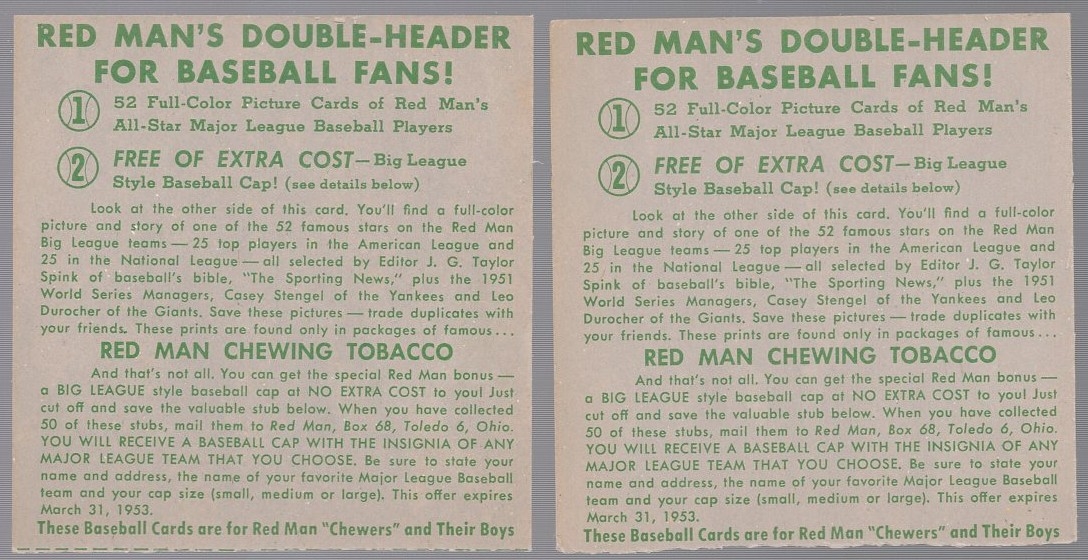 RED MAN'S DOUBLE-HEADER
FOR BASEBALL FANS!
1 52 Full-Color Picture Cards of Red Man's
All-Star Major League Baseball Players
2 FREE OF EXTRA COST—Big League
Style Baseball Cap! (see details below)
Look at the other side of this card. You'll find a full-color
picture and story of one of the 52 famous stars on the Red Man
Big League teams — 25 top players in the American League and
25 in the National League — all selected by Editor J. G. Taylor
Spink of baseball's bible, "The Sporting News," plus the 1951
World Series Managers, Casey Stengel of the Yankees and Leo
Durocher of the Giants. Save these pictures — trade duplicates with
your friends. These prints are found only in packages of famous...
RED MAN CHEWING TOBACCO
And that's not all. You can get the special Red Man bonus —
a BIG LEAGUE style baseball cap at NO EXTRA COST to you! Just
cut off and save the valuable stub below. When you have collected
50 of these stubs, mail them to Red Man, Box 68, Toledo 6, Ohio.
YOU WILL RECEIVE A BASEBALL CAP WITH THE INSIGNIA OF ANY
MAJOR LEAGUE TEAM THAT YOU CHOOSE. Be sure to state your
name and address, the name of your favorite Major League Baseball
team and your cap size (small, medium or large). This offer expires
March 31, 1953.
These Baseball Cards are for Red Man "Chewers" and Their Boys
RED MAN'S DOUBLE-HEADER
FOR BASEBALL FANS!
1 52 Full-Color Picture Cards of Red Man's
All-Star Major League Baseball Players
2 FREE OF EXTRA COST—Big League
Style Baseball Cap! (see details below)
Look at the other side of this card. You'll find a full-color
picture and story of one of the 52 famous stars on the Red Man
Big League teams — 25 top players in the American League and
25 in the National League — all selected by Editor J. G. Taylor
Spink of baseball's bible, "The Sporting News," plus the 1951
World Series Managers, Casey Stengel of the Yankees and Leo
Durocher of the Giants. Save these pictures — trade duplicates with
your friends. These prints are found only in packages of famous...
RED MAN CHEWING TOBACCO
And that's not all. You can get the special Red Man bonus —
a BIG LEAGUE style baseball cap at NO EXTRA COST to you! Just
cut off and save the valuable stub below. When you have collected
50 of these stubs, mail them to Red Man, Box 68, Toledo 6, Ohio.
YOU WILL RECEIVE A BASEBALL CAP WITH THE INSIGNIA OF ANY
MAJOR LEAGUE TEAM THAT YOU CHOOSE. Be sure to state your
name and address, the name of your favorite Major League Baseball
team and your cap size (small, medium or large). This offer expires
March 31, 1953.
These Baseball Cards are for Red Man "Chewers" and Their Boys